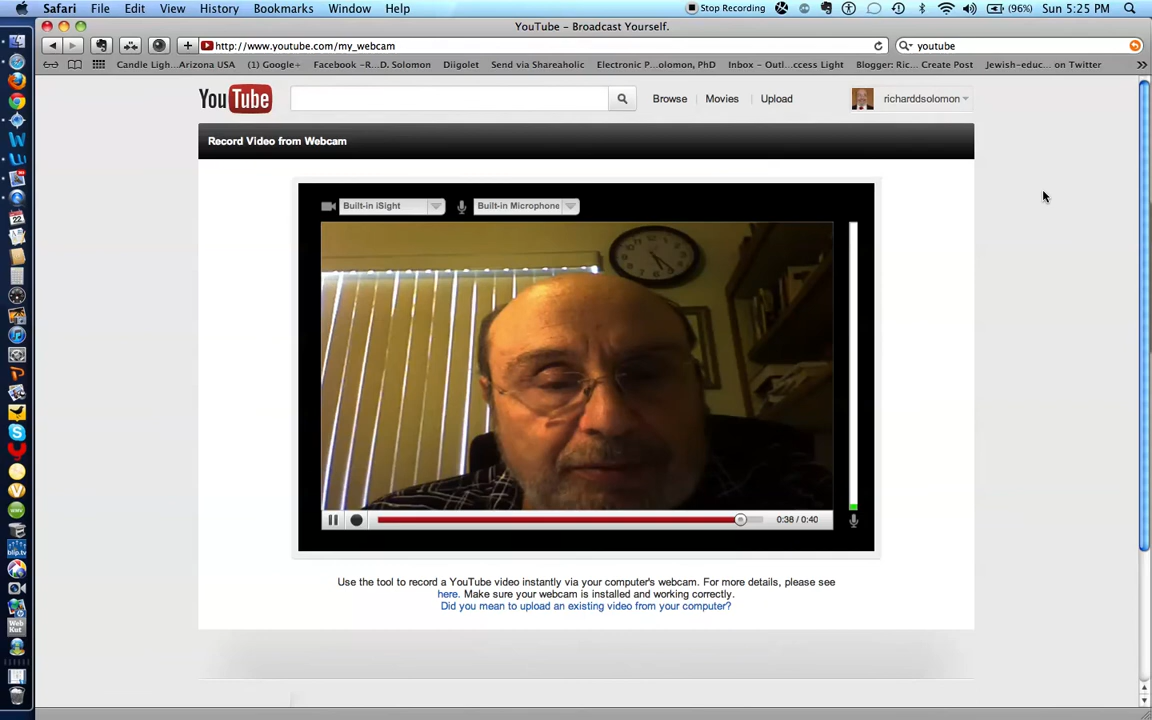 Safari File Edit View History Bookmarks Window Help Stop Recording (96%) Sun 5:25 PM
YouTube - Broadcast Yourself.
http://www.youtube.com/my_webcam youtube
Candle Ligh...Arizona USA (1) Google+ Facebook -R...D. Solomon Diigolet Send via Shareaholic Electronic P...olomon, PhD Inbox - Outl...ccess Light Blogger: Ric... Create Post Jewish-educ... on Twitter
YouTube Browse Movies Upload richarddsolomon
Record Video from Webcam
Built-in iSight Built-in Microphone
0:38 / 0:40
Use the tool to record a YouTube video instantly via your computer's webcam. For more details, please see
here. Make sure your webcam is installed and working correctly.
Did you mean to upload an existing video from your computer?